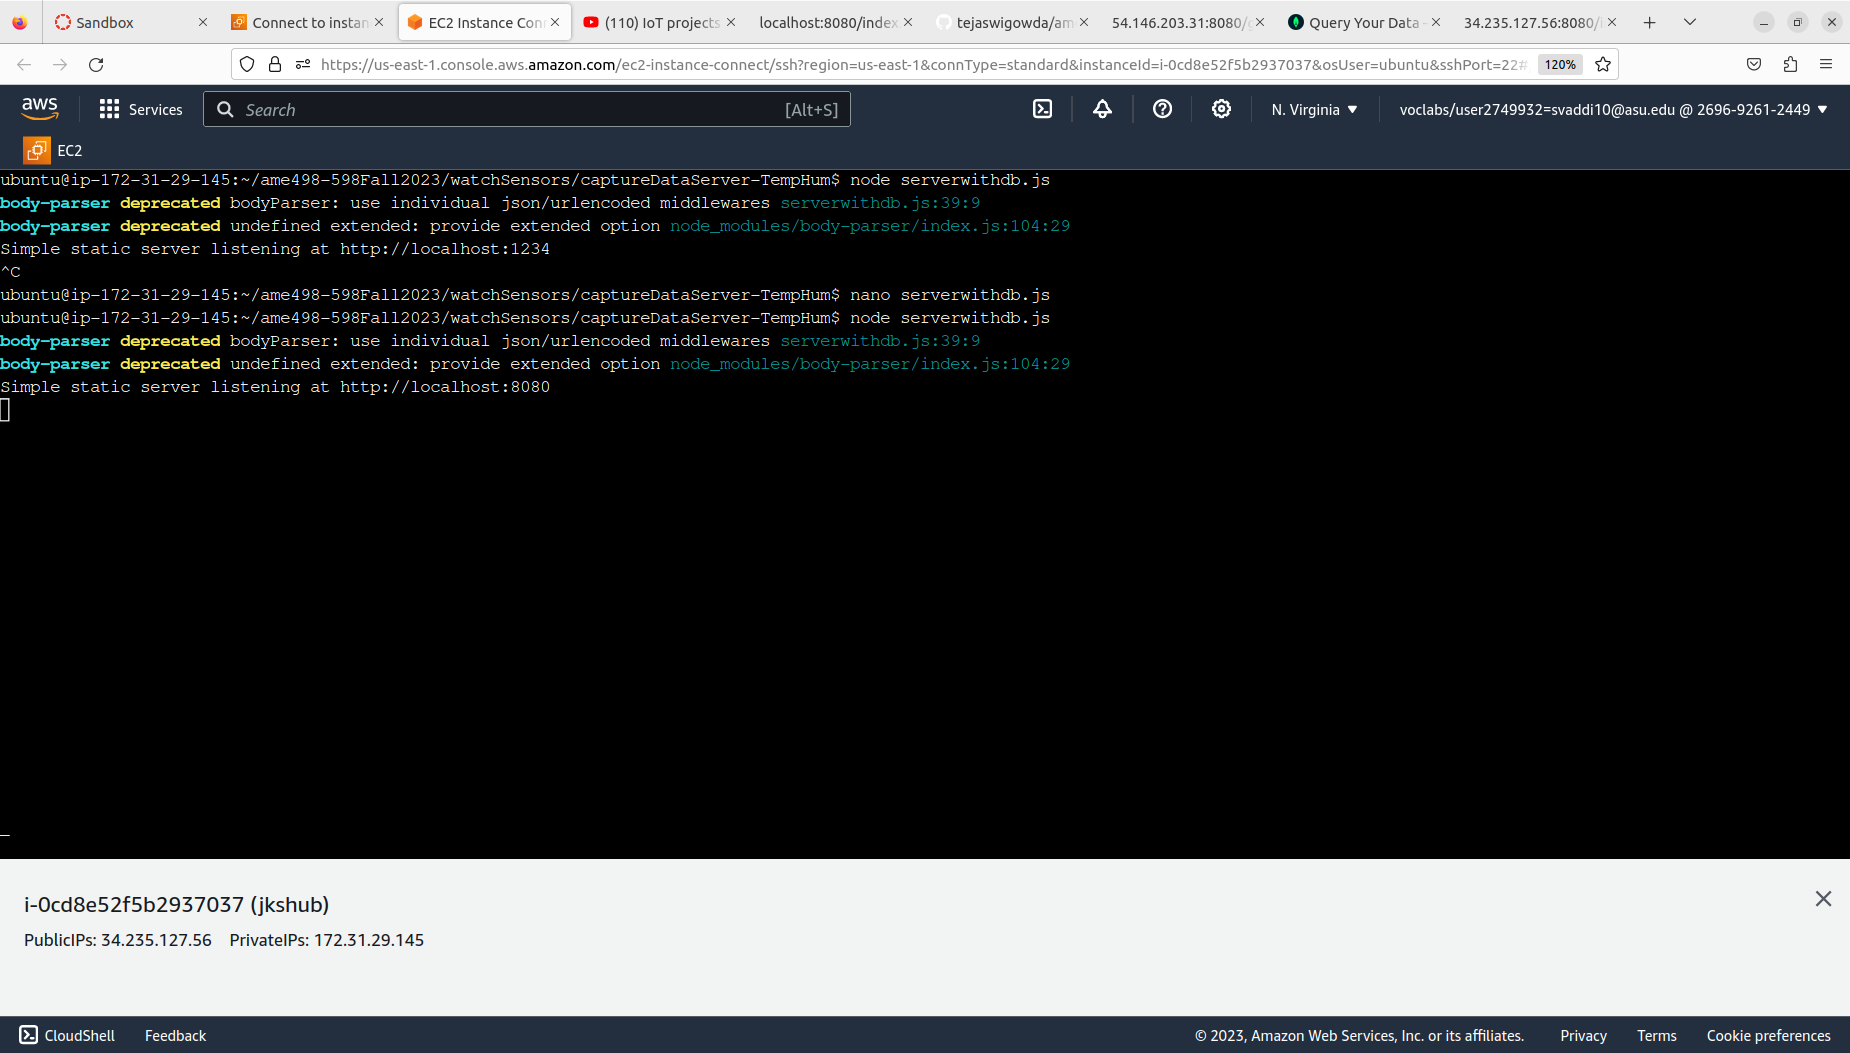 Sandbox
Connect to instan
EC2 Instance Con
(110) IoT projects
localhost:8080/index
tejaswigowda/am
54.146.203.31:8080/g
Query Your Data -
34.235.127.56:8080/i
https://us-east-1.console.aws.amazon.com/ec2-instance-connect/ssh?region=us-east-1&connType=standard&instanceId=i-0cd8e52f5b2937037&osUser=ubuntu&sshPort=22#
120%
aws
Services
Search
[Alt+S]
N. Virginia
voclabs/user2749932=svaddi10@asu.edu @ 2696-9261-2449
EC2
ubuntu@ip-172-31-29-145:~/ame498-598Fall2023/watchSensors/captureDataServer-TempHum$ node serverwithdb.js
body-parser deprecated bodyParser: use individual json/urlencoded middlewares serverwithdb.js:39:9
body-parser deprecated undefined extended: provide extended option node_modules/body-parser/index.js:104:29
Simple static server listening at http://localhost:1234
^C
ubuntu@ip-172-31-29-145:~/ame498-598Fall2023/watchSensors/captureDataServer-TempHum$ nano serverwithdb.js
ubuntu@ip-172-31-29-145:~/ame498-598Fall2023/watchSensors/captureDataServer-TempHum$ node serverwithdb.js
body-parser deprecated bodyParser: use individual json/urlencoded middlewares serverwithdb.js:39:9
body-parser deprecated undefined extended: provide extended option node_modules/body-parser/index.js:104:29
Simple static server listening at http://localhost:8080
i-0cd8e52f5b2937037 (jkshub)
PublicIPs: 34.235.127.56 PrivateIPs: 172.31.29.145
CloudShell
Feedback
© 2023, Amazon Web Services, Inc. or its affiliates.
Privacy
Terms
Cookie preferences